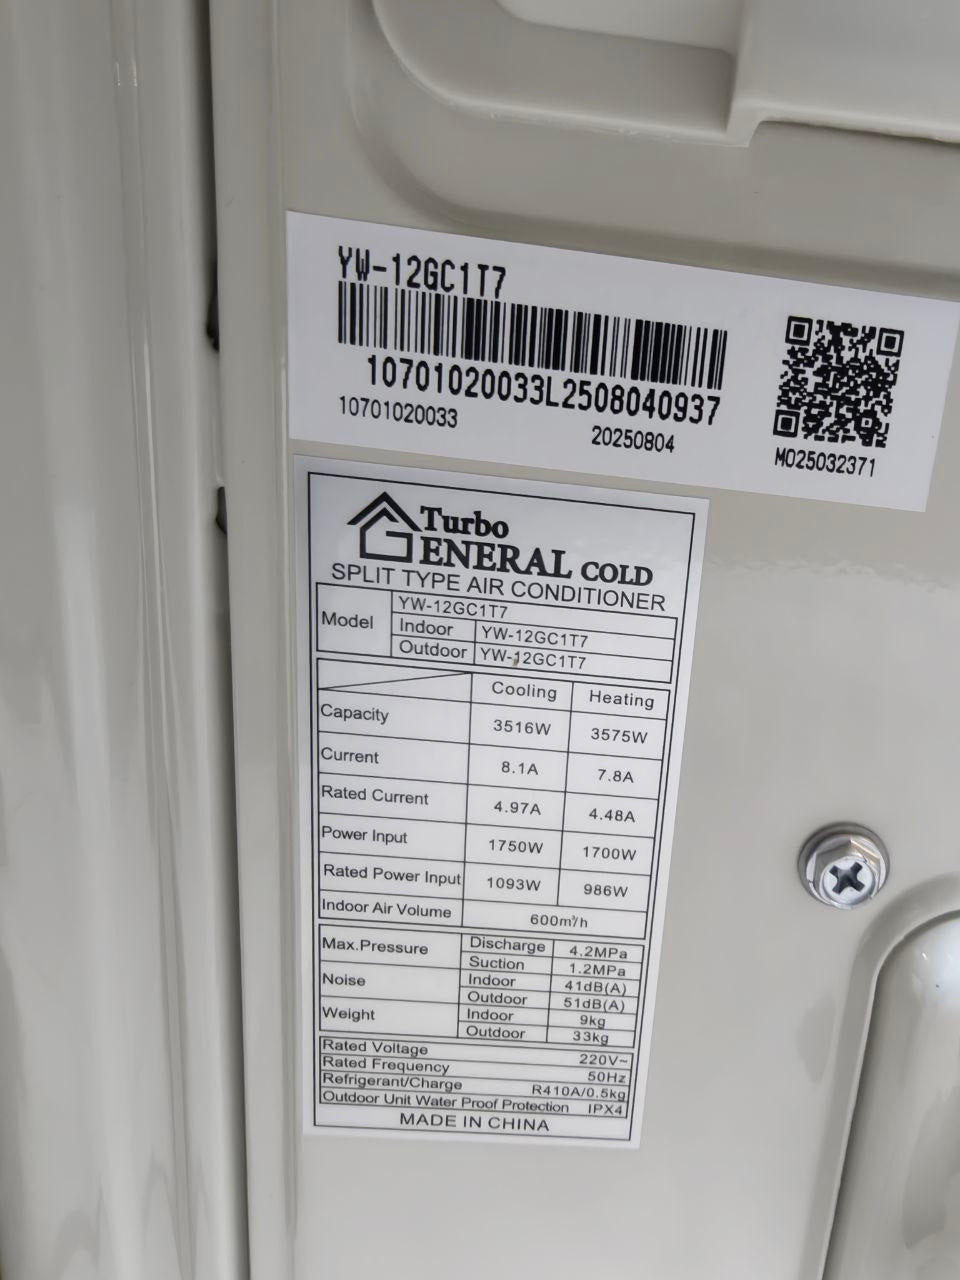 YW-12GC1T7
10701020033L2508040937
10701020033 20250804
M025032371
Turbo
GENERAL COLD
SPLIT TYPE AIR CONDITIONER
Model YW-12GC1T7
Indoor YW-12GC1T7
Outdoor YW-12GC1T7
Cooling Heating
Capacity 3516W 3575W
Current 8.1A 7.8A
Rated Current 4.97A 4.48A
Power Input 1750W 1700W
Rated Power Input 1093W 986W
Indoor Air Volume 600m³/h
Max.Pressure Discharge 4.2MPa
Suction 1.2MPa
Noise Indoor 41dB(A)
Outdoor 51dB(A)
Weight Indoor 9kg
Outdoor 33kg
Rated Voltage 220V~
Rated Frequency 50Hz
Refrigerant/Charge R410A/0.5kg
Outdoor Unit Water Proof Protection IPX4
MADE IN CHINA